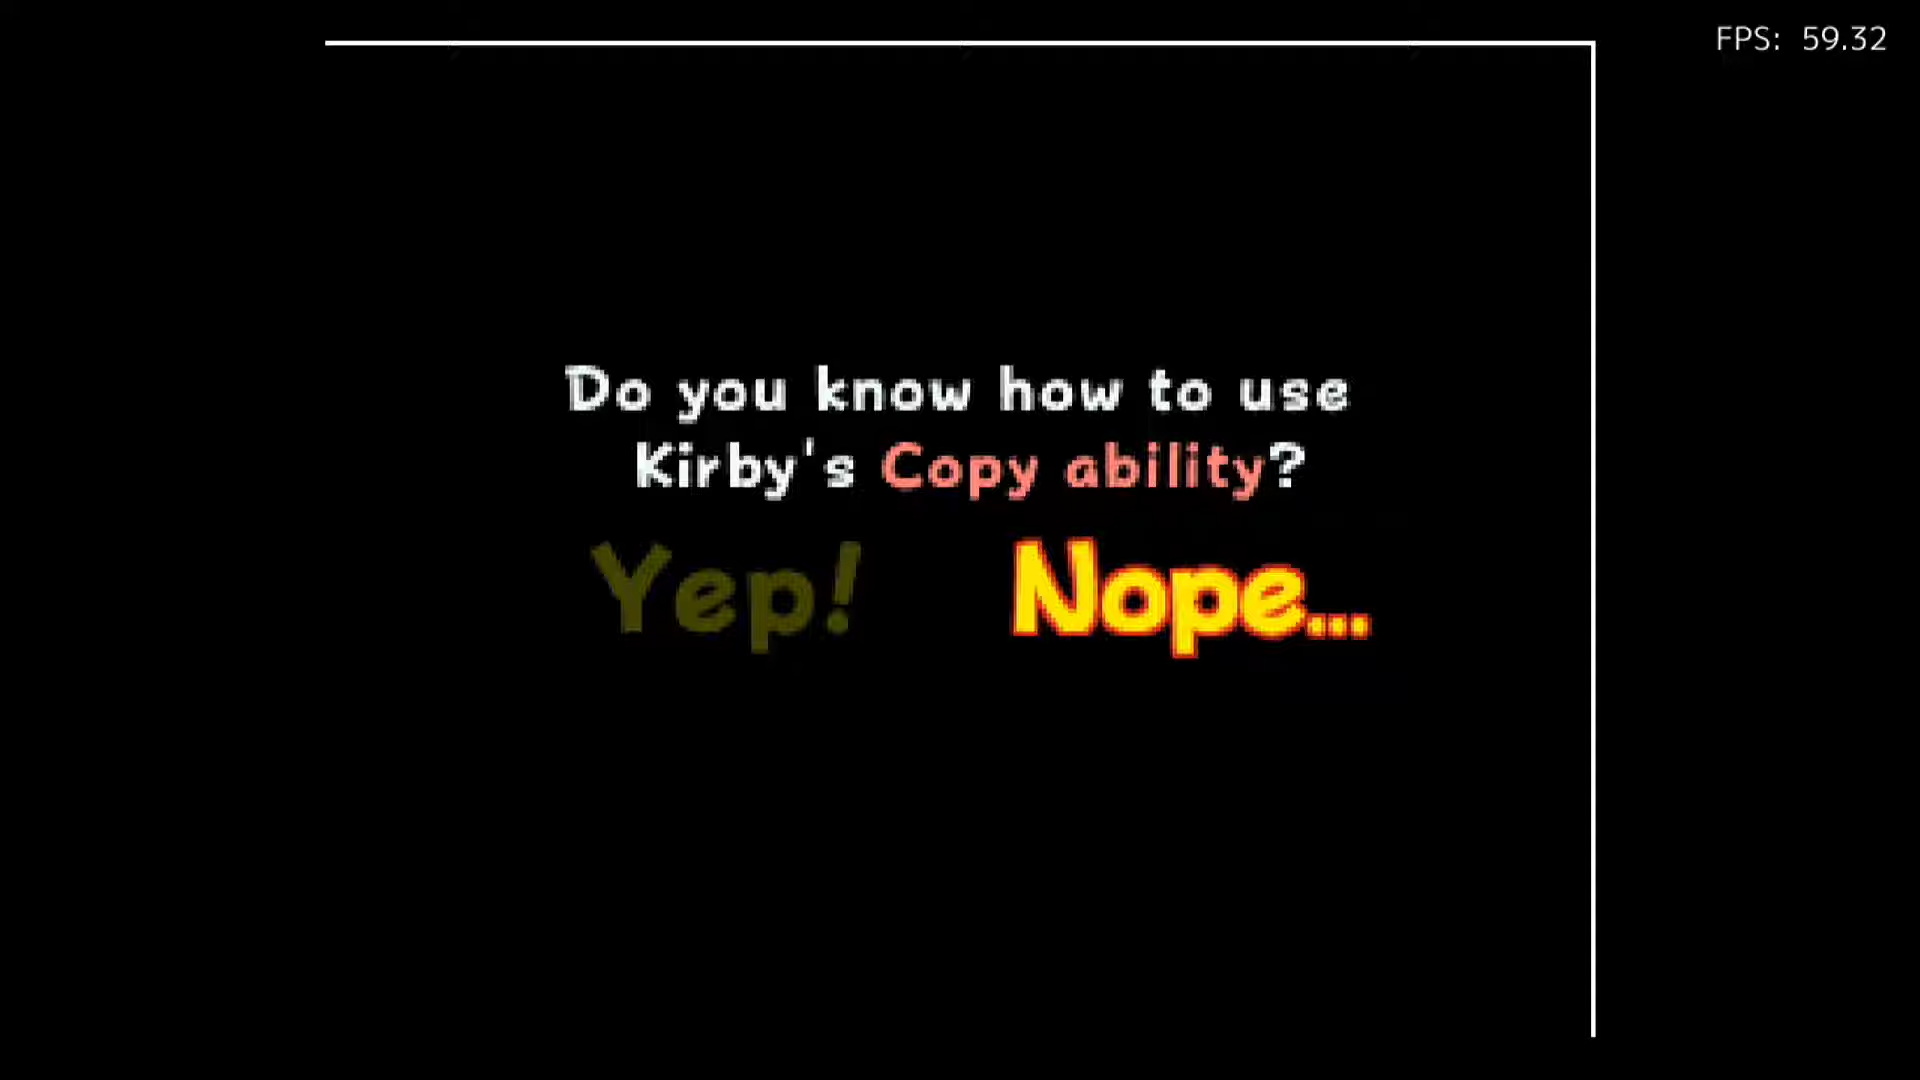 FPS: 59.32
Do you know how to use
Kirby's Copy ability?
Yep! Nope...